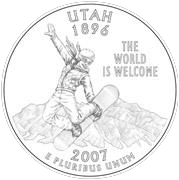 UTAH
1896
THE
WORLD
IS WELCOME
2007
E PLURIBUS UNUM